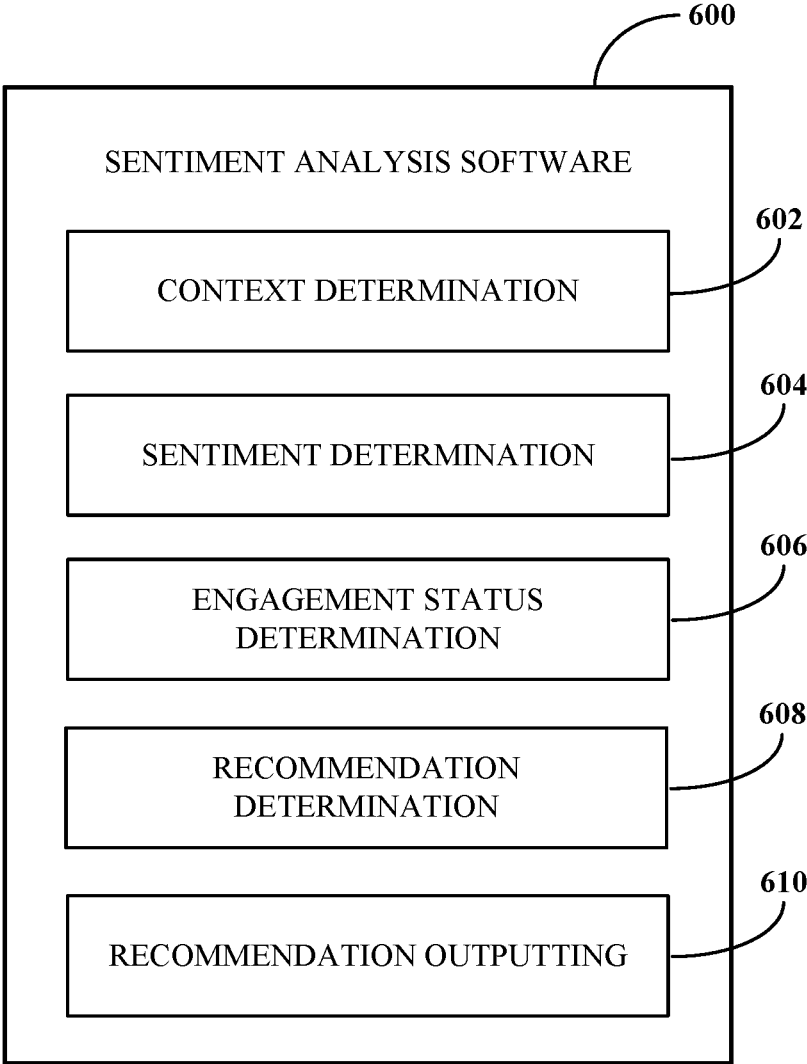 600
SENTIMENT ANALYSIS SOFTWARE
602
CONTEXT DETERMINATION
604
SENTIMENT DETERMINATION
606
ENGAGEMENT STATUS
DETERMINATION
608
RECOMMENDATION
DETERMINATION
610
RECOMMENDATION OUTPUTTING